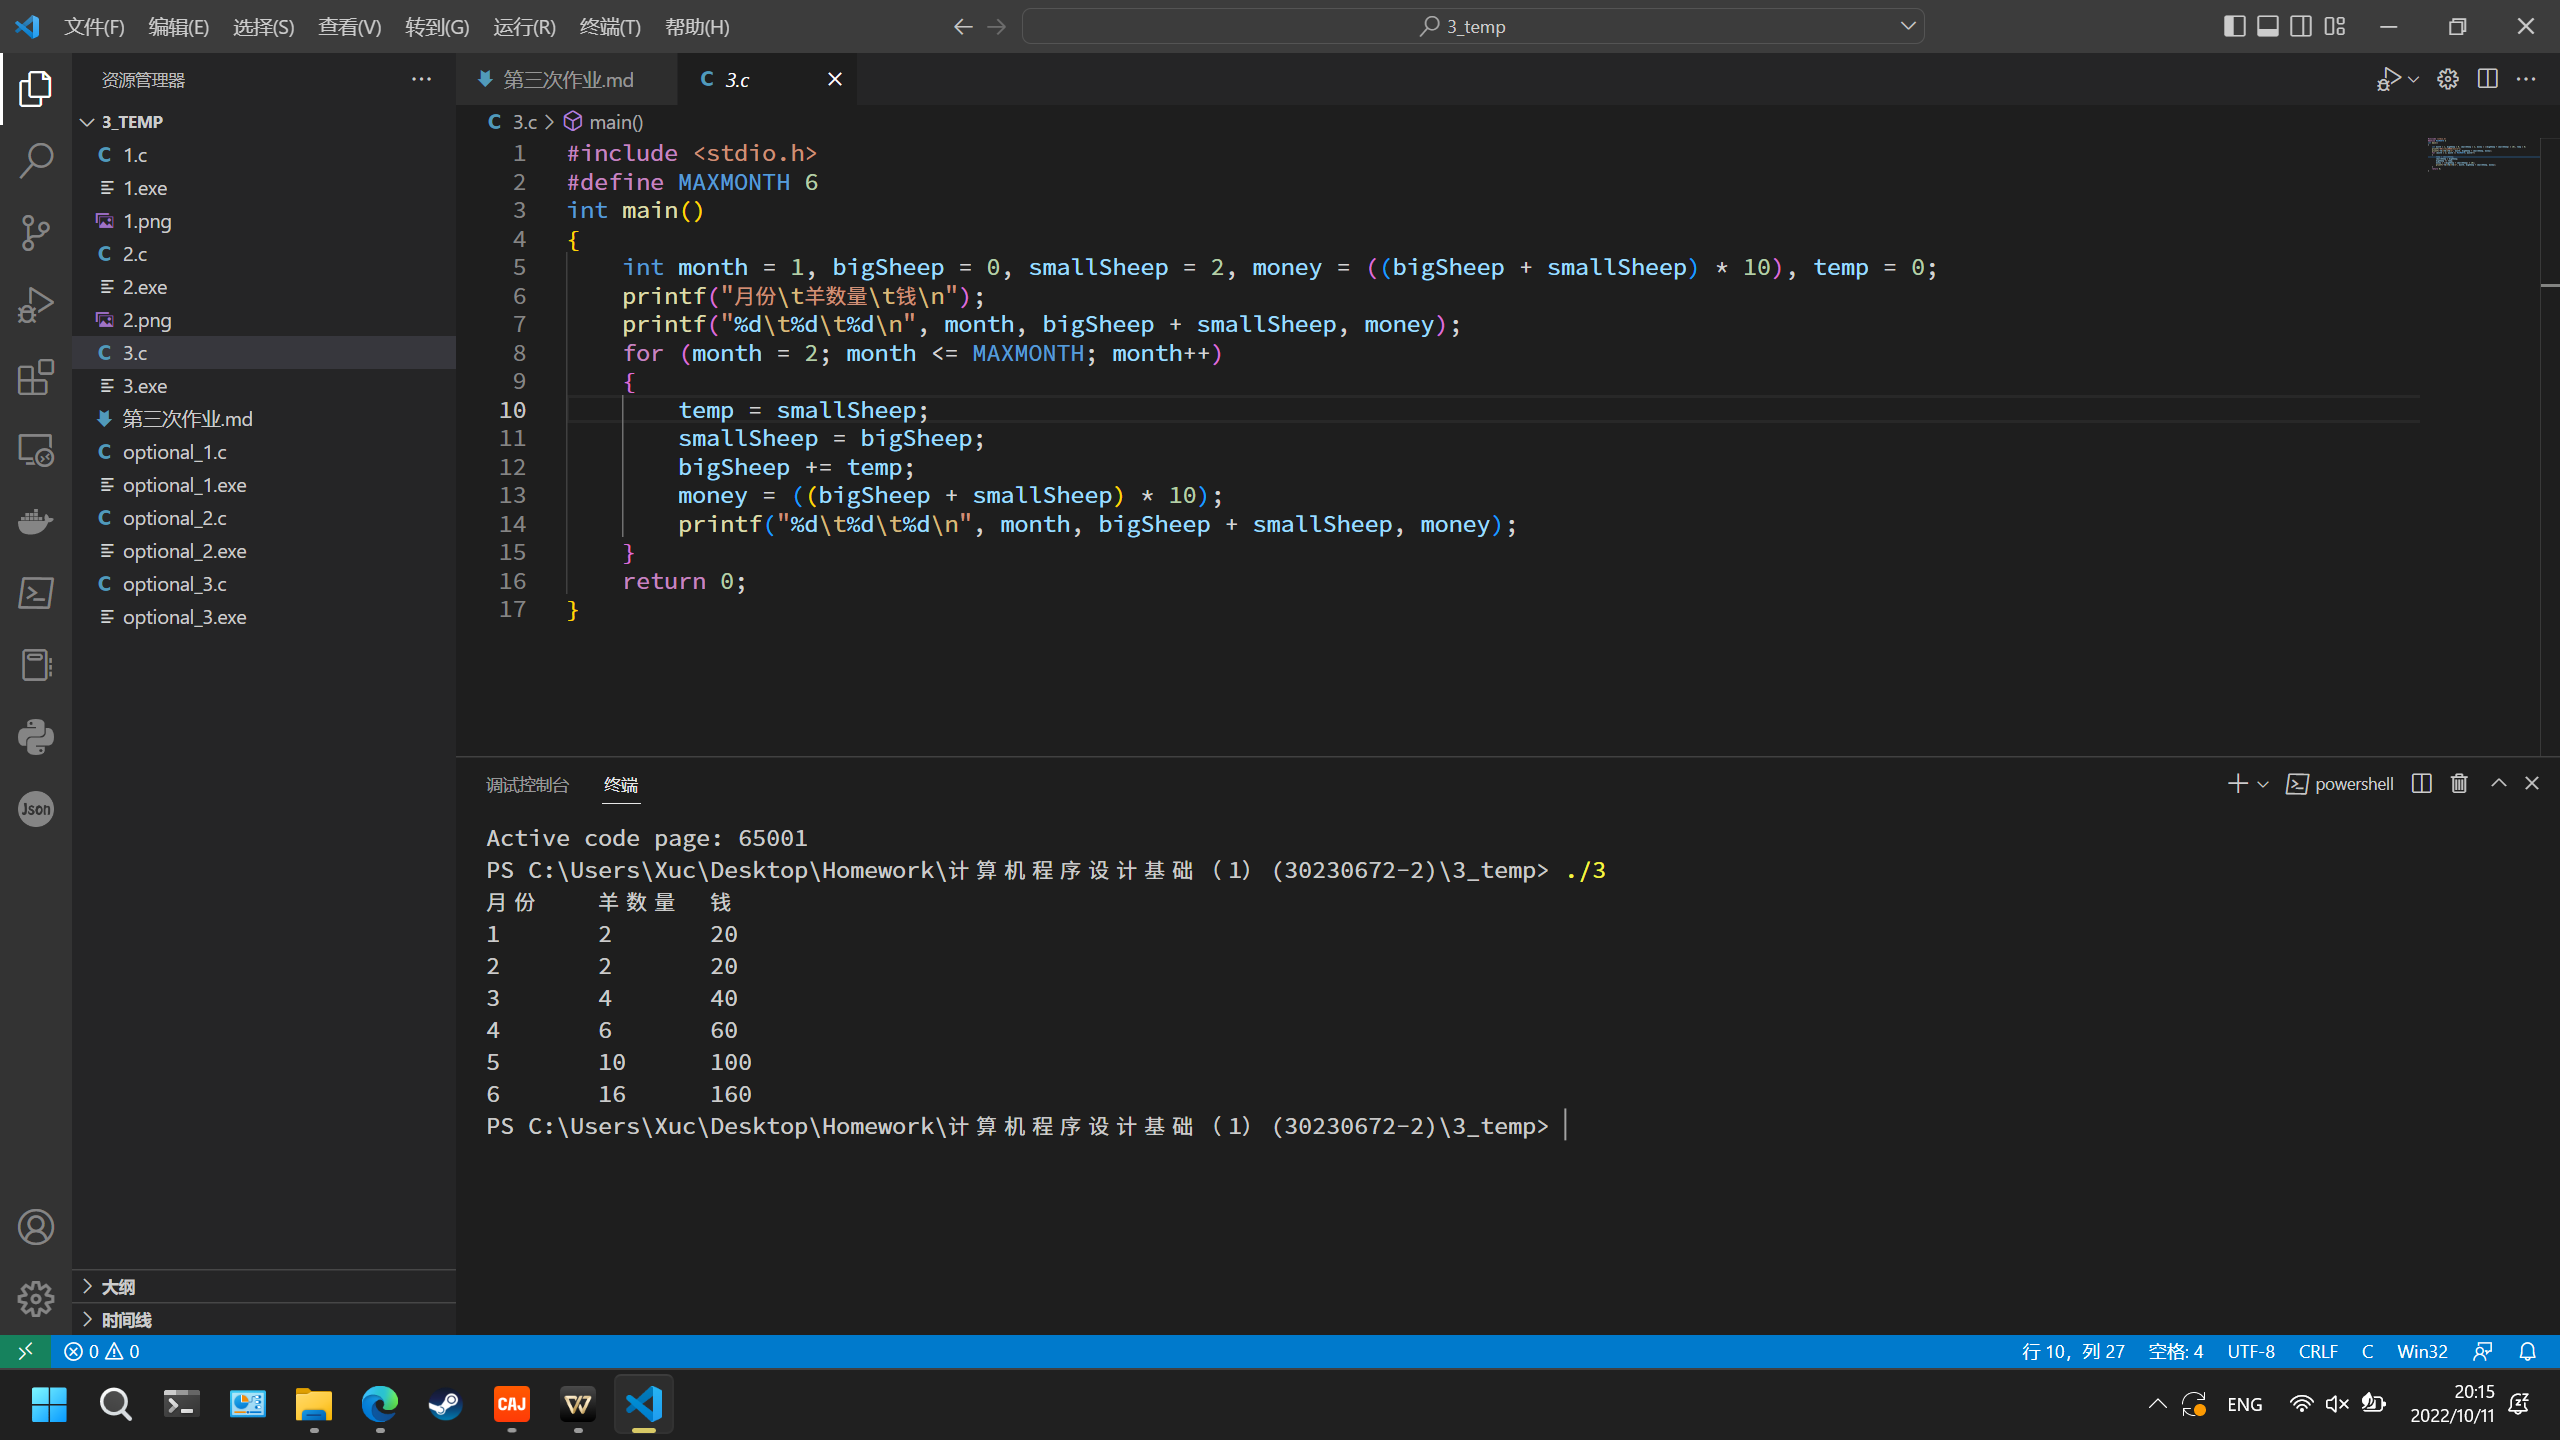 文件(F) 编辑(E) 选择(S) 查看(V) 转到(G) 运行(R) 终端(T) 帮助(H) 3_temp
资源管理器
3_TEMP
1.c
1.exe
1.png
2.c
2.exe
2.png
3.c
3.exe
第三次作业.md
optional_1.c
optional_1.exe
optional_2.c
optional_2.exe
optional_3.c
optional_3.exe
大纲
时间线
Json
第三次作业.md 3.c
3.c main()
1 #include <stdio.h>
2 #define MAXMONTH 6
3 int main()
4 {
5 int month = 1, bigSheep = 0, smallSheep = 2, money = ((bigSheep + smallSheep) * 10), temp = 0;
6 printf("月份\t羊数量\t钱\n");
7 printf("%d\t%d\t%d\n", month, bigSheep + smallSheep, money);
8 for (month = 2; month <= MAXMONTH; month++)
9 {
10 temp = smallSheep;
11 smallSheep = bigSheep;
12 bigSheep += temp;
13 money = ((bigSheep + smallSheep) * 10);
14 printf("%d\t%d\t%d\n", month, bigSheep + smallSheep, money);
15 }
16 return 0;
17 }
调试控制台 终端 powershell
Active code page: 65001
PS C:\Users\Xuc\Desktop\Homework\计算机程序设计基础（1）(30230672-2)\3_temp> ./3
月份 羊数量 钱
1 2 20
2 2 20
3 4 40
4 6 60
5 10 100
6 16 160
PS C:\Users\Xuc\Desktop\Homework\计算机程序设计基础（1）(30230672-2)\3_temp>
0 0 行 10，列 27 空格: 4 UTF-8 CRLF C Win32
CAJ
ENG
20:15
2022/10/11